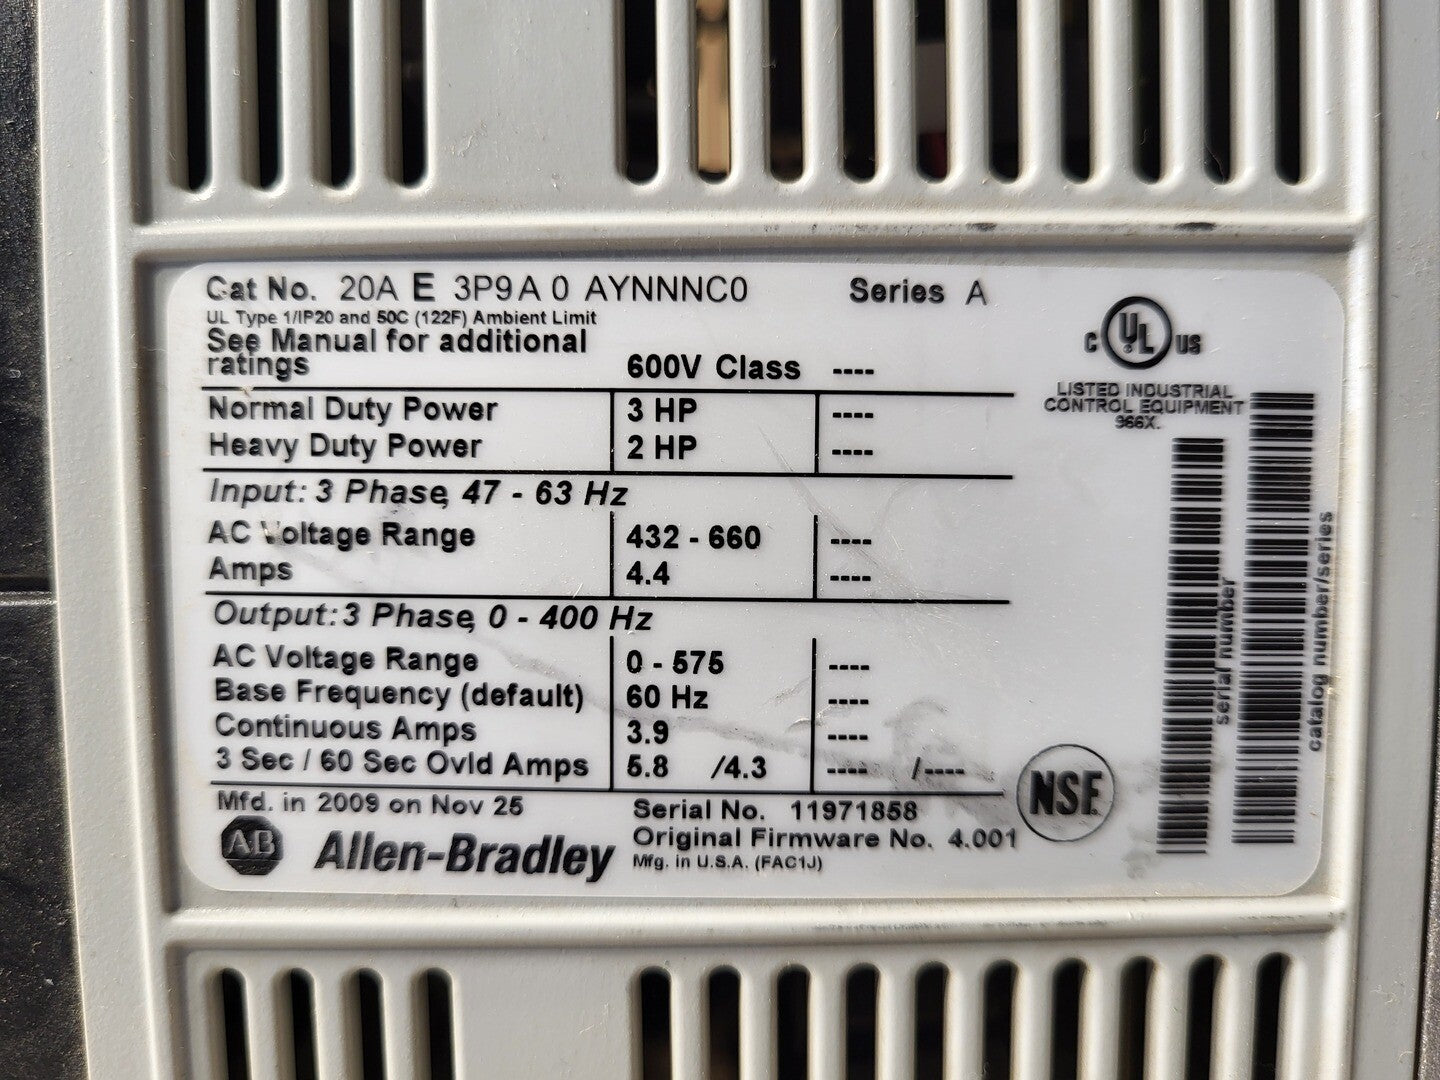 Cat No. 20A E 3P9 A 0 AYNNNC0 Series A
UL Type 1/IP20 and 50C (122F) Ambient Limit
See Manual for additional
ratings 600V Class ----
Normal Duty Power 3 HP ----
Heavy Duty Power 2 HP ----
Input: 3 Phase, 47 - 63 Hz
AC Voltage Range 432 - 660 ----
Amps 4.4 ----
Output: 3 Phase, 0 - 400 Hz
AC Voltage Range 0 - 575 ----
Base Frequency (default) 60 Hz ----
Continuous Amps 3.9 ----
3 Sec / 60 Sec Ovld Amps 5.8 /4.3 ---- /----
Mfd. in 2009 on Nov 25
Serial No. 11971858
AB Allen-Bradley
Original Firmware No. 4.001
Mfg. in U.S.A. (FAC1J)
C UL US
LISTED INDUSTRIAL
CONTROL EQUIPMENT
966X.
serial number
catalog number/series
NSF.